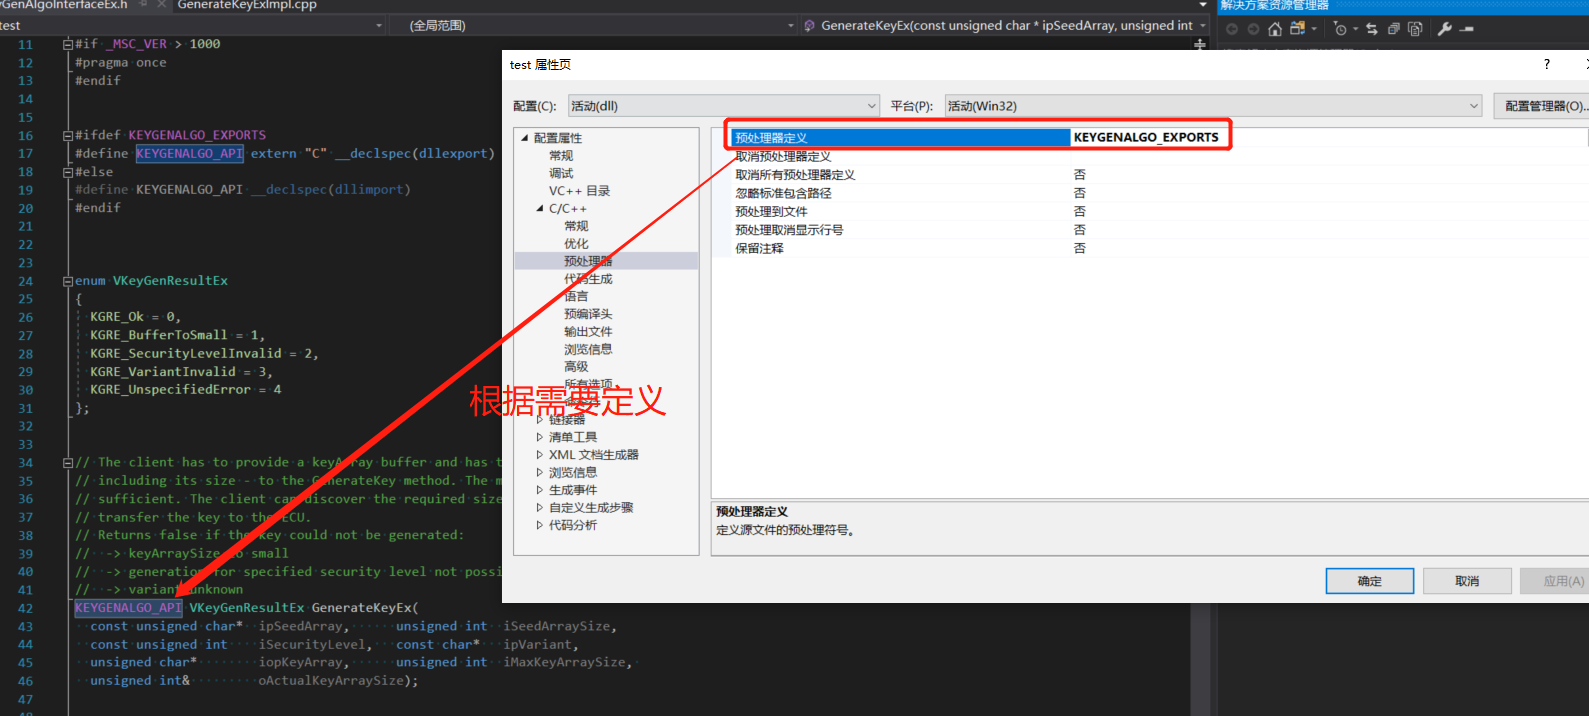 yGenAlgoInterfaceEx.h
GenerateKeyExImpl.cpp
解决方案资源管理器
test
(全局范围)
GenerateKeyEx(const unsigned char * ipSeedArray, unsigned int
11 #if _MSC_VER > 1000
12 #pragma once
13 #endif
14
15
16 #ifdef KEYGENALGO_EXPORTS
17 #define KEYGENALGO_API extern "C" __declspec(dllexport)
18 #else
19 #define KEYGENALGO_API __declspec(dllimport)
20 #endif
21
22
23
24 enum VKeyGenResultEx
25 {
26 KGRE_Ok = 0,
27 KGRE_BufferToSmall = 1,
28 KGRE_SecurityLevelInvalid = 2,
29 KGRE_VariantInvalid = 3,
30 KGRE_UnspecifiedError = 4
31 };
32
33
34 // The client has to provide a keyArray buffer and has t
35 // including its size - to the GenerateKey method. The m
36 // sufficient. The client can discover the required size
37 // transfer the key to the ECU.
38 // Returns false if the key could not be generated:
39 // -> keyArraySize to small
40 // -> generation for specified security level not possi
41 // -> variant unknown
42 KEYGENALGO_API VKeyGenResultEx GenerateKeyEx(
43 const unsigned char* ipSeedArray, unsigned int iSeedArraySize,
44 const unsigned int iSecurityLevel, const char* ipVariant,
45 unsigned char* iopKeyArray, unsigned int iMaxKeyArraySize,
46 unsigned int& oActualKeyArraySize);
47
test 属性页
?
配置(C):
活动(dll)
平台(P):
活动(Win32)
配置管理器(O)..
配置属性
常规
调试
VC++ 目录
C/C++
常规
优化
预处理器
代码生成
语言
预编译头
输出文件
浏览信息
高级
所有选项
链接器
清单工具
XML 文档生成器
浏览信息
生成事件
自定义生成步骤
代码分析
预处理器定义 KEYGENALGO_EXPORTS
取消预处理器定义
取消所有预处理器定义 否
忽略标准包含路径 否
预处理到文件 否
预处理取消显示行号 否
保留注释 否
根据需要定义
预处理器定义
定义源文件的预处理符号。
确定
取消
应用(A)